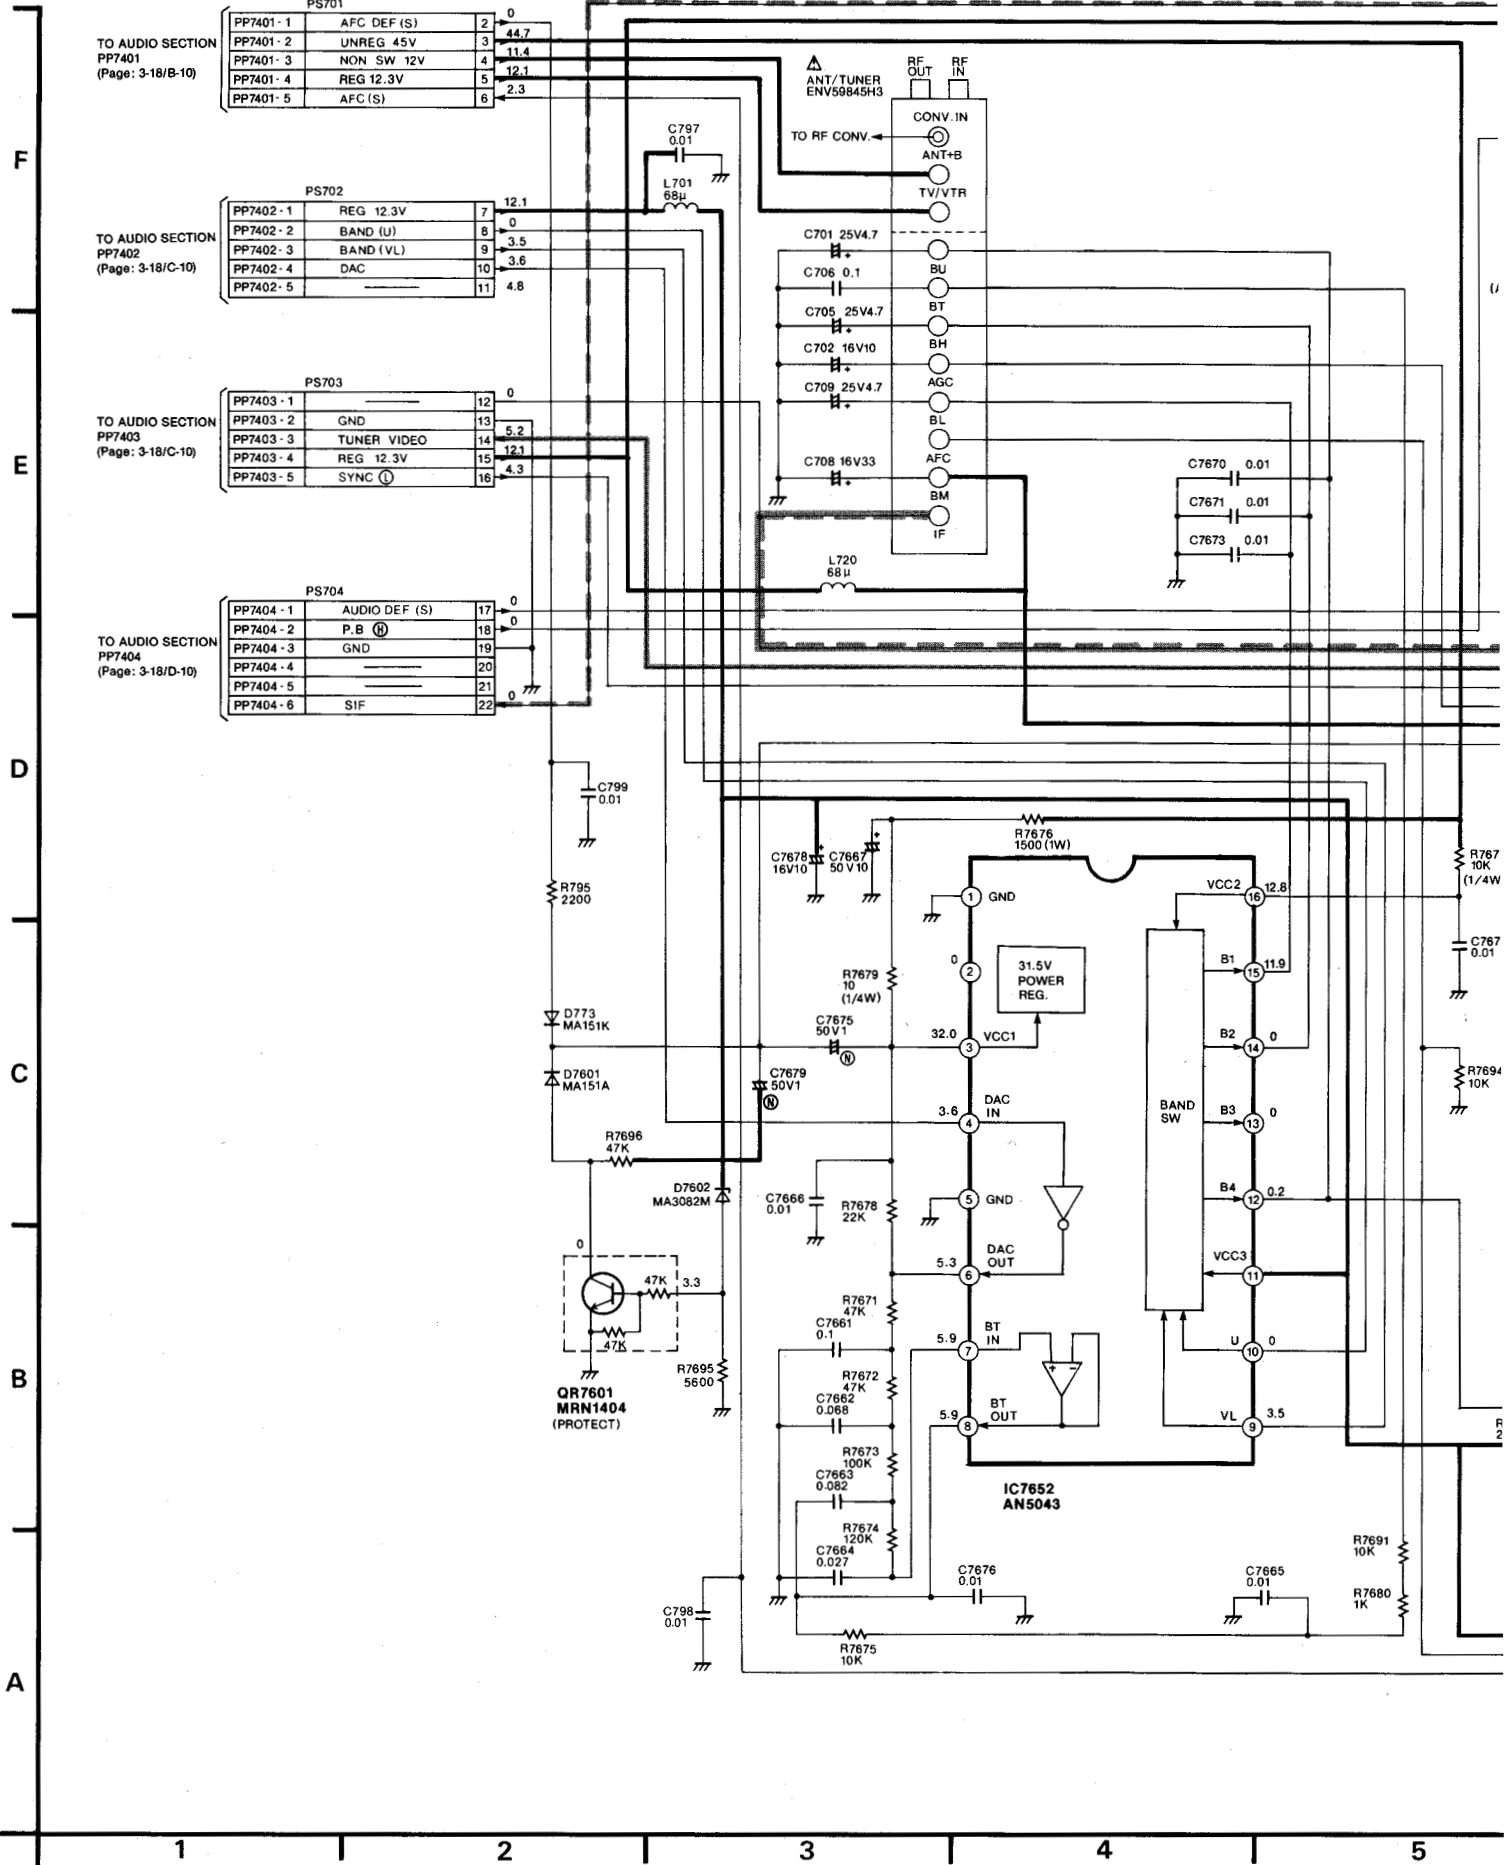 PS701
PP7401-1 AFC DEF (S) 2 0
PP7401-2 UNREG 45V 3 44.7
PP7401-3 NON SW 12V 4 11.4
PP7401-4 REG 12.3V 5 12.1
PP7401-5 AFC (S) 6 2.3
TO AUDIO SECTION
PP7401
(Page: 3-18/B-10)
PS702
PP7402-1 REG 12.3V 7 12.1
PP7402-2 BAND (U) 8 0
PP7402-3 BAND (VL) 9 3.5
PP7402-4 DAC 10 3.6
PP7402-5 11 4.8
TO AUDIO SECTION
PP7402
(Page: 3-18/C-10)
PS703
PP7403-1 12 0
PP7403-2 GND 13
PP7403-3 TUNER VIDEO 14 5.2
PP7403-4 REG 12.3V 15 12.1
PP7403-5 SYNC Ⓛ 16 4.3
TO AUDIO SECTION
PP7403
(Page: 3-18/C-10)
PS704
PP7404-1 AUDIO DEF (S) 17 0
PP7404-2 P.B Ⓗ 18 0
PP7404-3 GND 19
PP7404-4 20
PP7404-5 21
PP7404-6 SIF 22 0
TO AUDIO SECTION
PP7404
(Page: 3-18/D-10)
C797
0.01
L701
68µ
ANT/TUNER
ENV59845H3
RF
OUT
RF
IN
CONV. IN
TO RF CONV.
ANT+B
TV/VTR
C701 25V4.7
BU
C706 0.1
BT
C705 25V4.7
BH
C702 16V10
AGC
C709 25V4.7
BL
AFC
C708 16V33
BM
IF
C7670 0.01
C7671 0.01
C7673 0.01
L720
68µ
C799
0.01
R795
2200
D773
MA151K
D7601
MA151A
R7696
47K
D7602
MA3082M
0
47K
3.3
47K
R7695
5600
QR7601
MRN1404
(PROTECT)
C798
0.01
C7678
16V10
C7667
50V10
R7676
1500 (1W)
R7679
10
(1/4W)
C7675
50V1
Ⓝ
C7679
50V1
Ⓝ
C7666
0.01
R7678
22K
R7671
47K
C7661
0.1
R7672
47K
C7662
0.068
R7673
100K
C7663
0.082
R7674
120K
C7664
0.027
R7675
10K
C7676
0.01
C7665
0.01
1 GND
0 2
31.5V
POWER
REG.
32.0 3 VCC1
3.6 4 DAC
IN
5 GND
5.3 6 DAC
OUT
5.9 7 BT
IN
+ −
5.9 8 BT
OUT
BAND
SW
VCC2 16 12.8
B1 15 11.9
B2 14 0
B3 13 0
B4 12 0.2
VCC3 11
U 10 0
VL 9 3.5
IC7652
AN5043
R767
10K
(1/4W
C767
0.01
R7694
10K
R7691
10K
R7680
1K
F
E
D
C
B
A
1 2 3 4 5